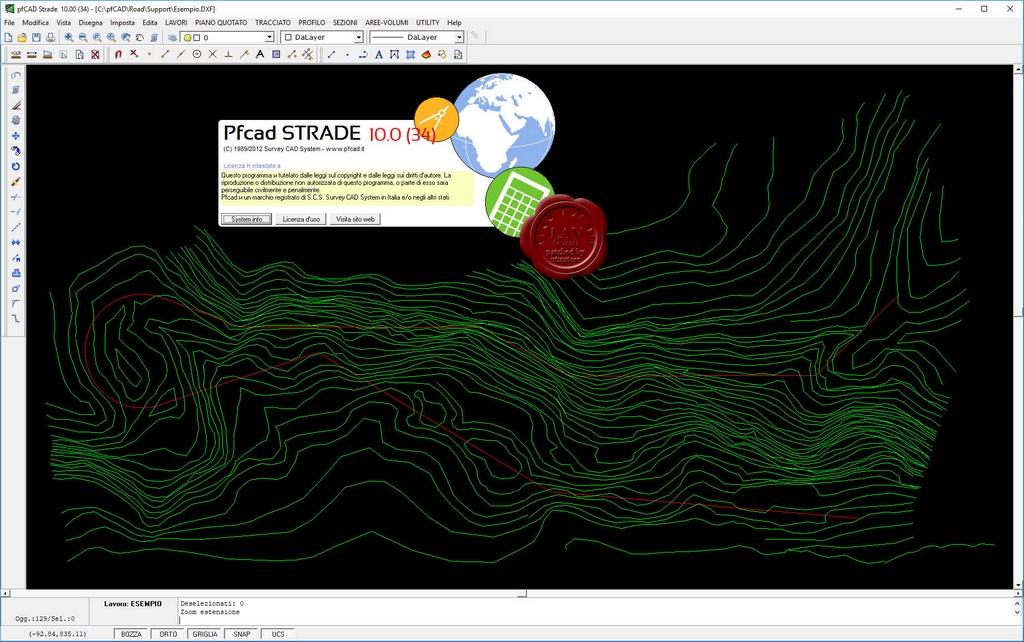 pfCAD Strade 10.00 (34) - [C:\pfCAD\Road\Support\Esempio.DXF]
File Modifica Vista Disegna Imposta Edita LAVORI PIANO QUOTATO TRACCIATO PROFILO SEZIONI AREE-VOLUMI UTILITY Help
0 DaLayer DaLayer
Pfcad STRADE 10.0 (34)
(C) 1989/2012 Survey CAD System - www.pfcad.it
Licenza И intestata a
Questo programma и tutelato dalle leggi sul copyright e dalle leggi sui diritti d'autore. La
riproduzione o distribuzione non autorizzata di questo programma, o parte di esso sara
perseguibile civilmente e penalmente.
Pfcad и un marchio registrato di S.C.S. Survey CAD System in Italia e/o negli altri stati.
System info Licenza d'uso Visita sito web
LAV
team
patched by
Lavoro: ESEMPIO
Deselezionati: 0
Zoom estensione
Ogg.:129/Sel.:0
(-92.84,835.11) BOZZA ORTO GRIGLIA SNAP UCS